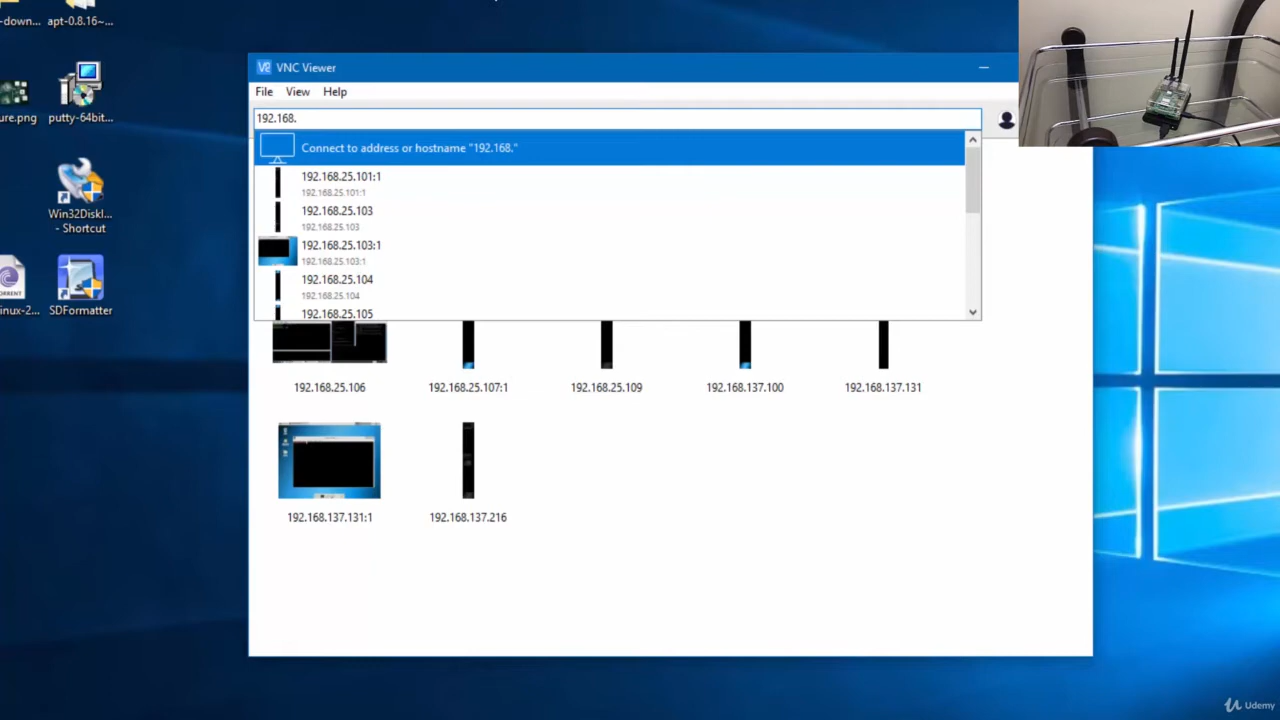 -down...
apt-0.8.16~...
VNC Viewer
File View Help
192.168.
Connect to address or hostname "192.168."
192.168.25.101:1
192.168.25.101:1
192.168.25.103
192.168.25.103
192.168.25.103:1
192.168.25.103:1
192.168.25.104
192.168.25.104
192.168.25.105
192.168.25.106
192.168.25.107:1
192.168.25.109
192.168.137.100
192.168.137.131
192.168.137.131:1
192.168.137.216
ure.png
putty-64bit...
Win32DiskI...
- Shortcut
inux-2...
SDFormatter
Udemy